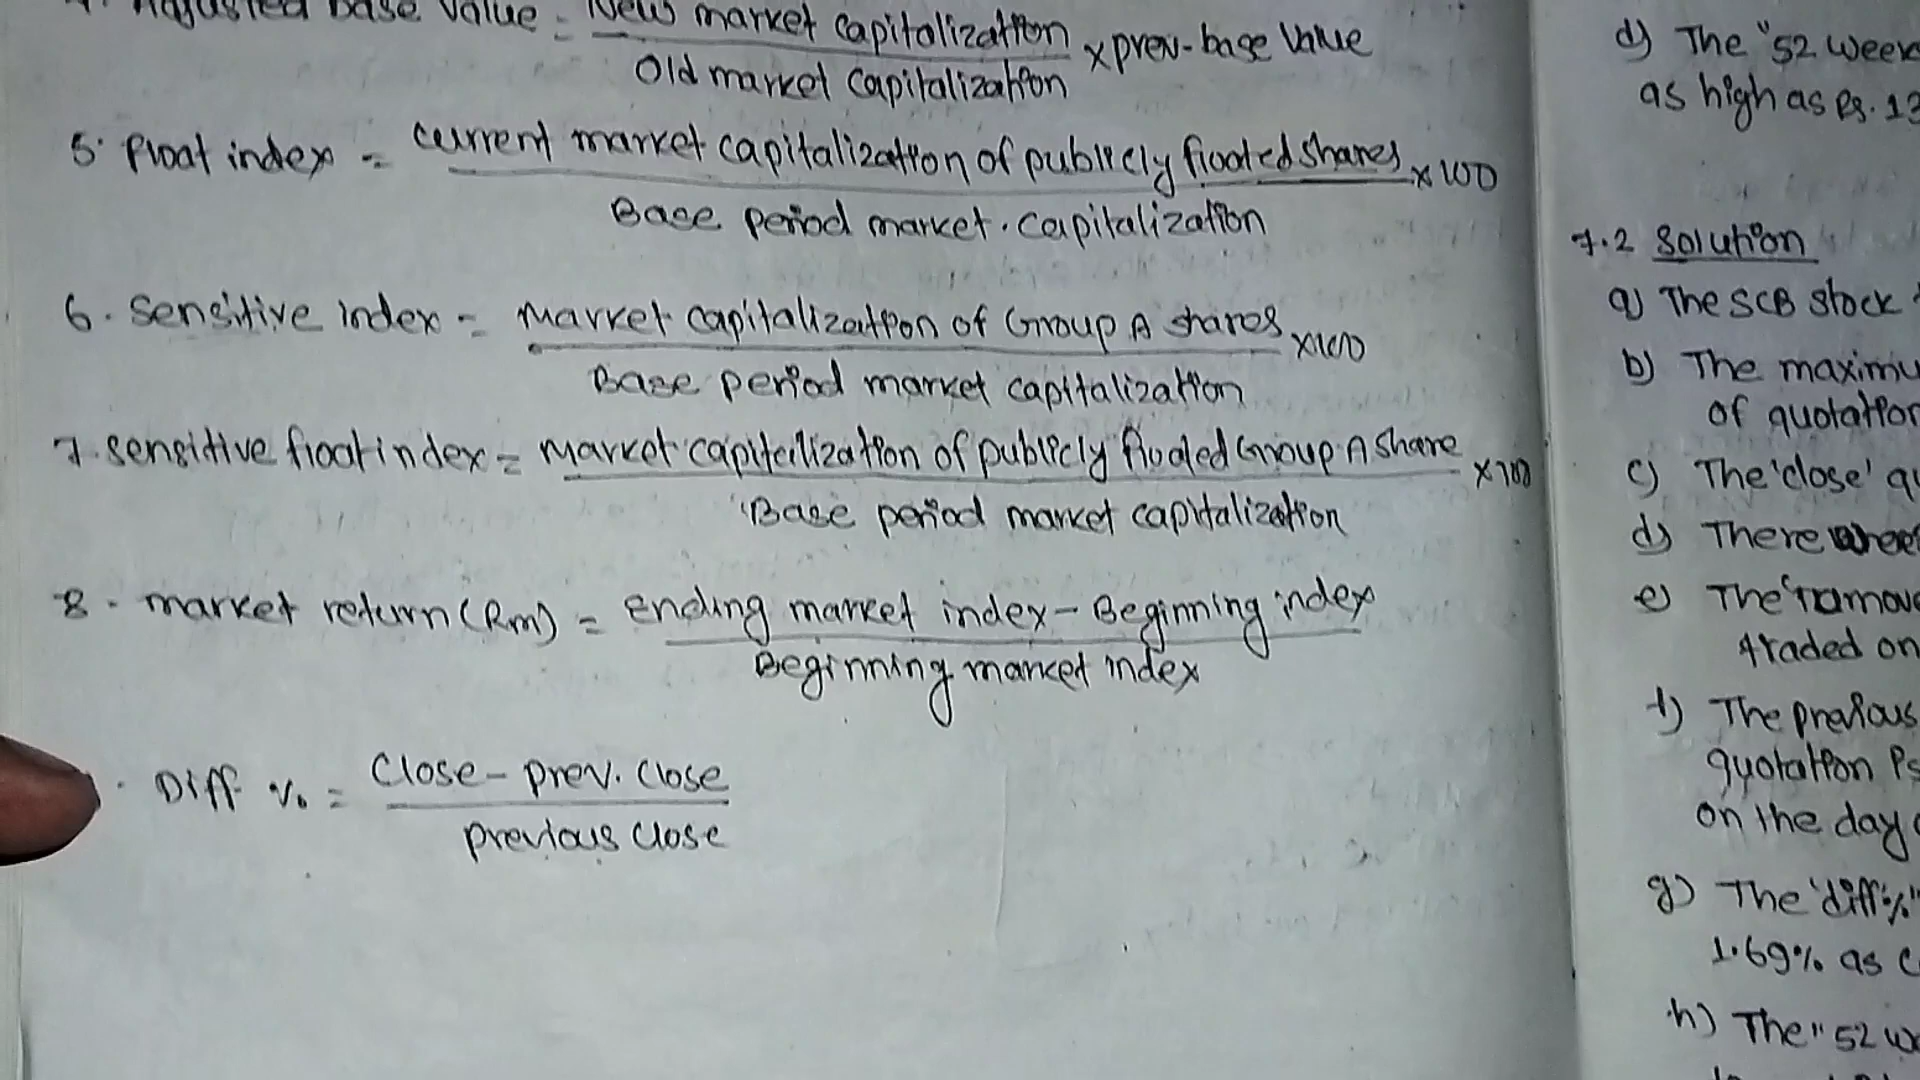 Adjusted Base Value = New market Capitalization × prev. base Value
Old market Capitalization
5. Float index = current market capitalization of publicly floated shares × 100
Base period market. capitalization
6. Sensitive index = Market capitalization of Group A shares × 100
Base period market capitalization
7. sensitive float index = Market capitalization of publicly floated Group A share × 100
Base period market capitalization
8. market return (Rm) = Ending market index - Beginning index
Beginning market index
Diff % = Close - prev. Close
previous Close
d) The "52 week
as high as Rs. 13
7.2 Solution
a) The SCB stock
b) The maximu
of quotation
c) The 'close' qu
d) There were
e) The
traded on
f) The previous
quotation Ps
on the day
g) The 'diff%"
1.69% as c
h) The "52 we